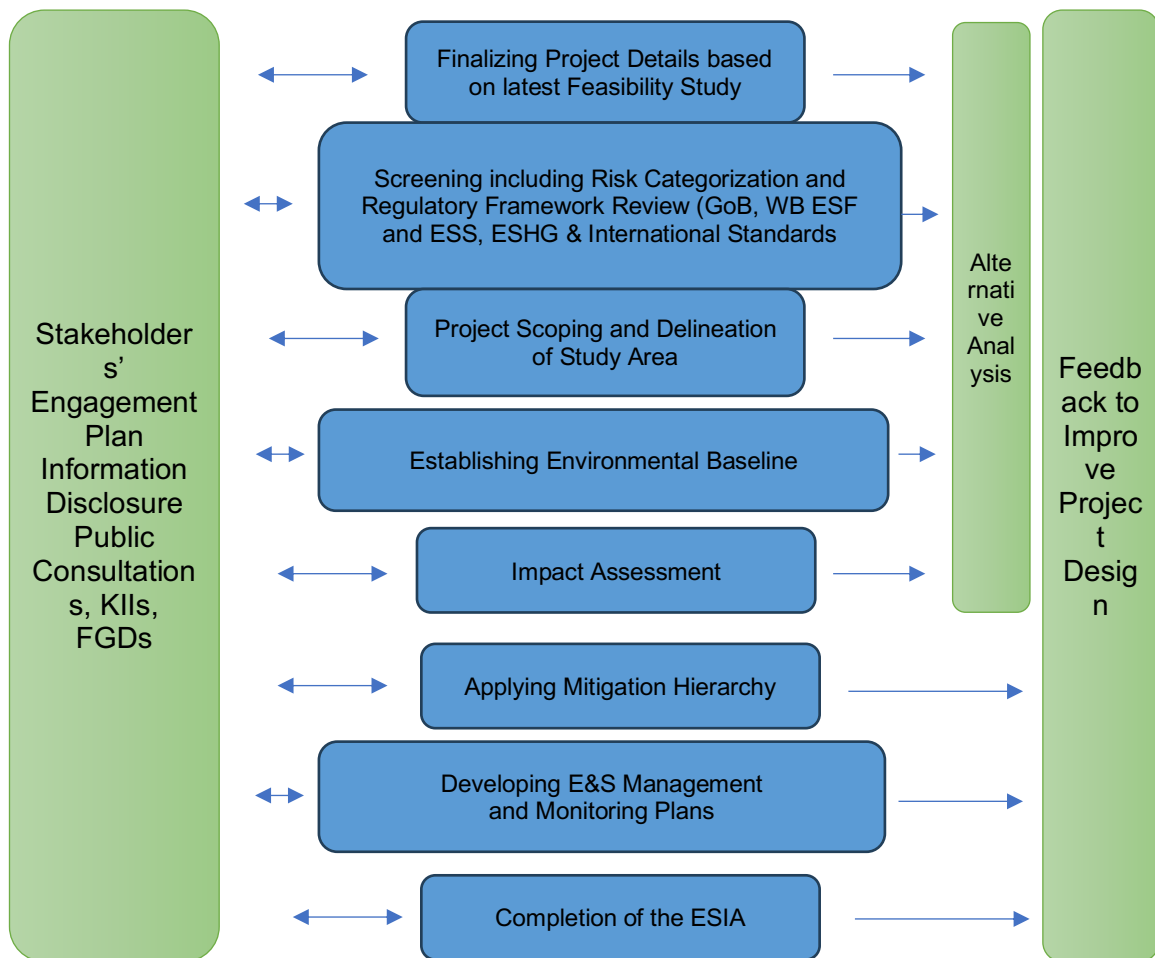 Stakeholder
s’
Engagement
Plan
Information
Disclosure
Public
Consultation
s, KIIs,
FGDs
Finalizing Project Details based
on latest Feasibility Study
Screening including Risk Categorization and
Regulatory Framework Review (GoB, WB ESF
and ESS, ESHG & International Standards
Project Scoping and Delineation
of Study Area
Establishing Environmental Baseline
Impact Assessment
Applying Mitigation Hierarchy
Developing E&S Management
and Monitoring Plans
Completion of the ESIA
Alte
rnati
ve
Anal
ysis
Feedb
ack to
Impro
ve
Projec
t
Desig
n